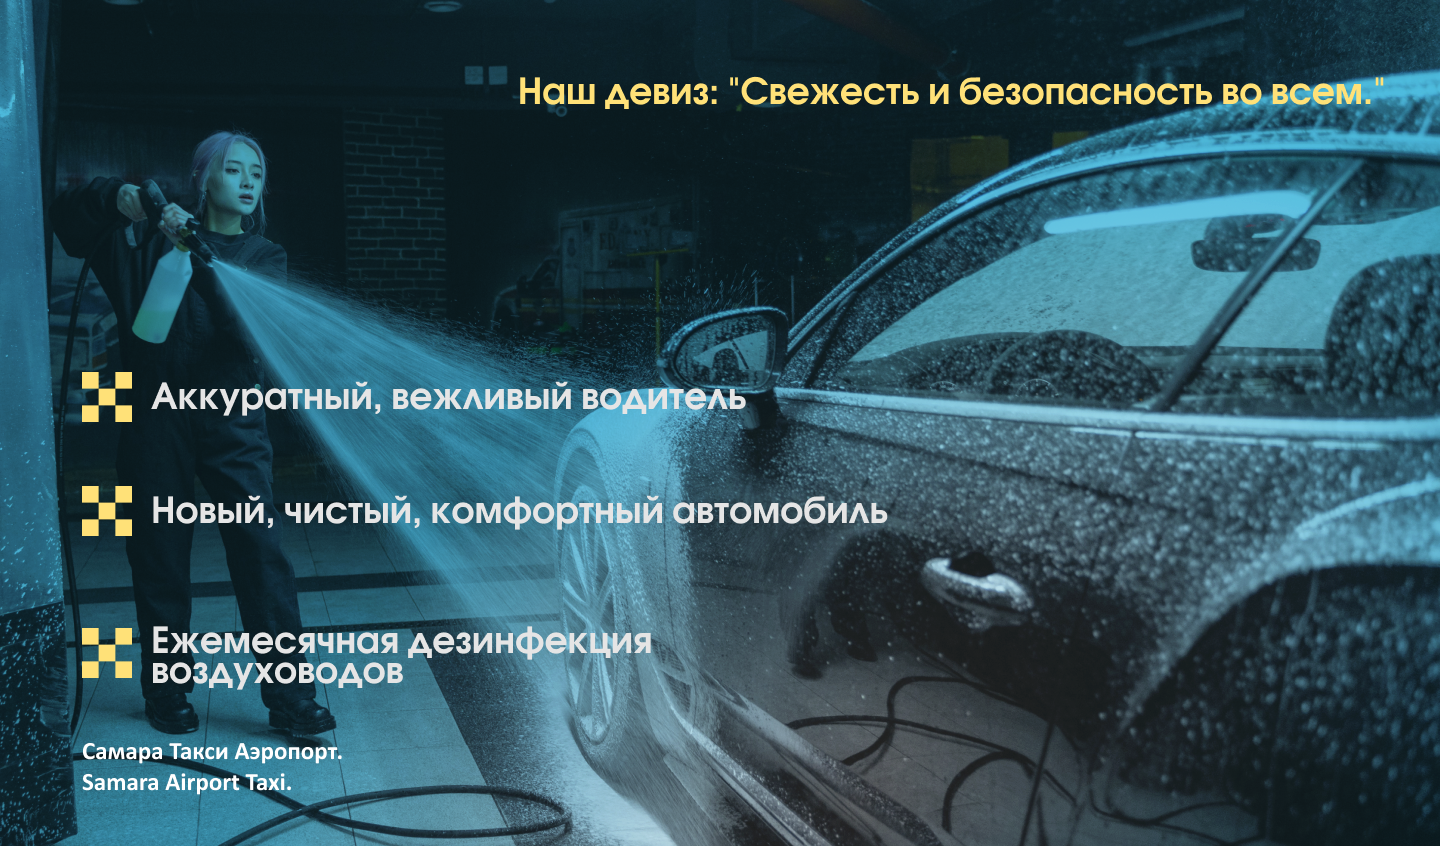 Наш девиз: "Свежесть и безопасность во всем."
Аккуратный, вежливый водитель
Новый, чистый, комфортный автомобиль
Ежемесячная дезинфекция
воздуховодов
Самара Такси Аэропорт.
Samara Airport Taxi.